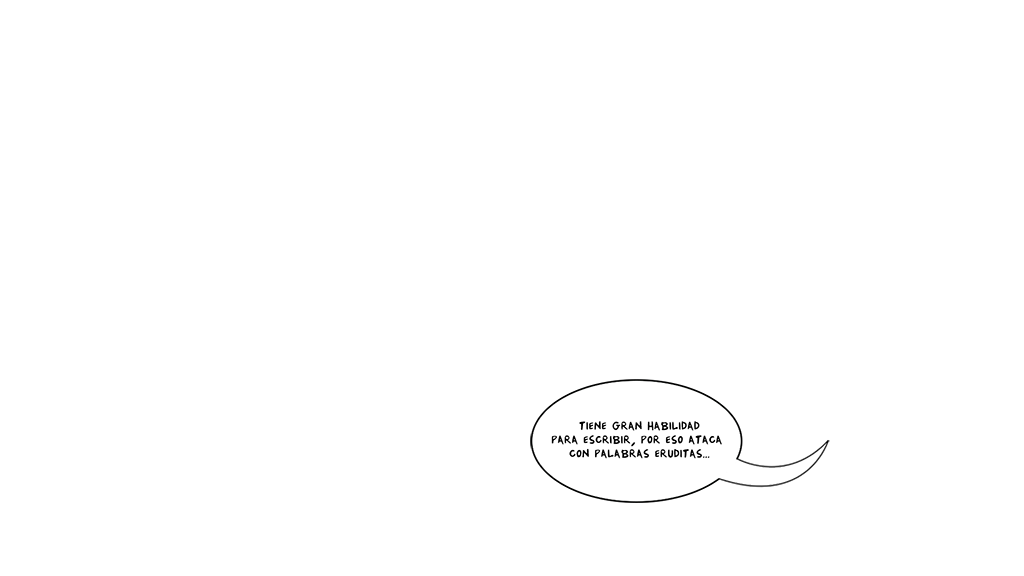 TIENE GRAN HABILIDAD
PARA ESCRIBIR, POR ESO ATACA
CON PALABRAS ERUDITAS...